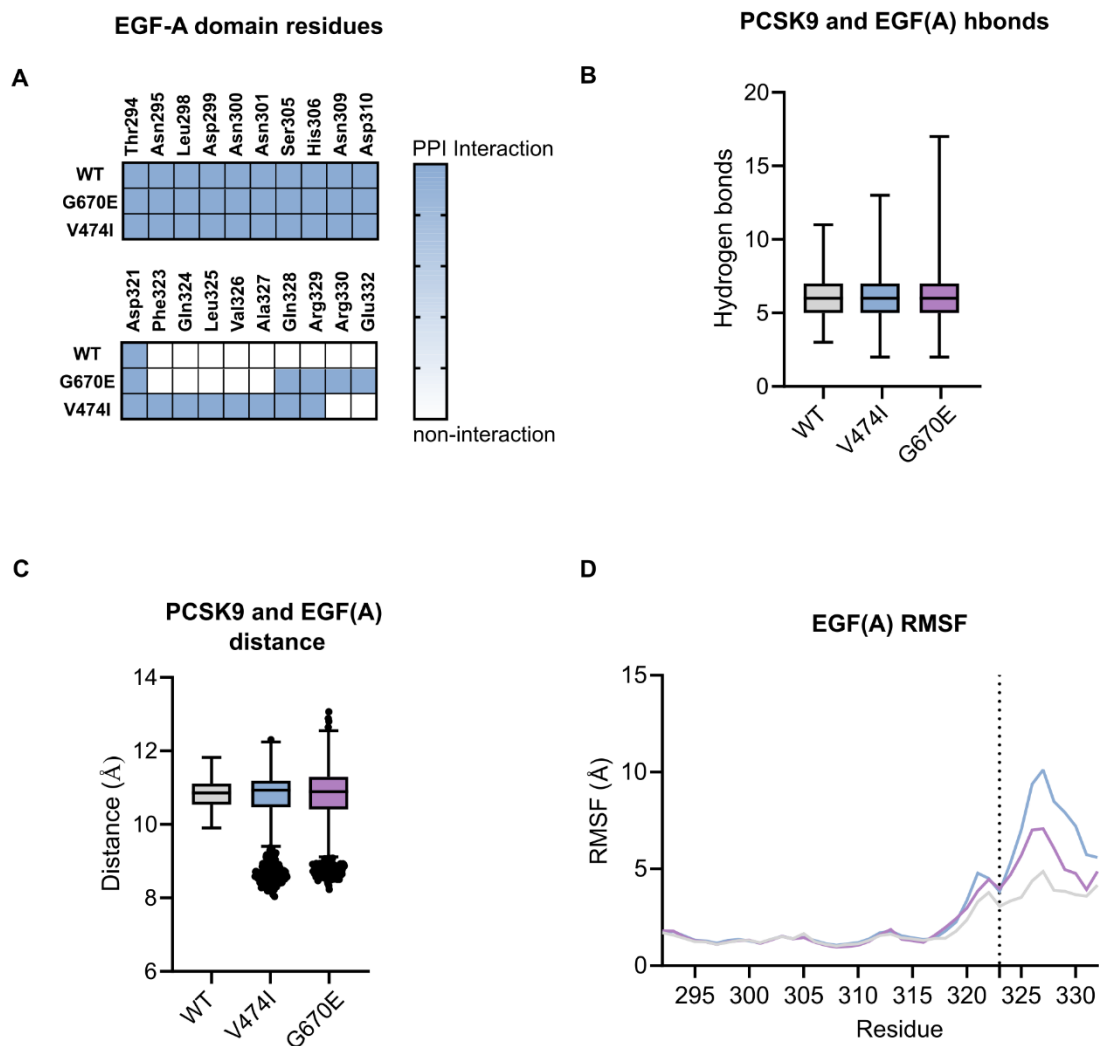 EGF-A domain residues
A
Thr294 Asn295 Leu298 Asp299 Asn300 Asn301 Ser305 His306 Asn309 Asp310
WT
G670E
V474I
Asp321 Phe323 Gln324 Leu325 Val326 Ala327 Gln328 Arg329 Arg330 Glu332
WT
G670E
V474I
PPI Interaction
non-interaction
PCSK9 and EGF(A) hbonds
B
Hydrogen bonds
20
15
10
5
0
WT V474I G670E
C
PCSK9 and EGF(A)
distance
Distance (Å)
14
12
10
8
6
WT V474I G670E
D
EGF(A) RMSF
RMSF (Å)
15
10
5
0
295 300 305 310 315 320 325 330
Residue